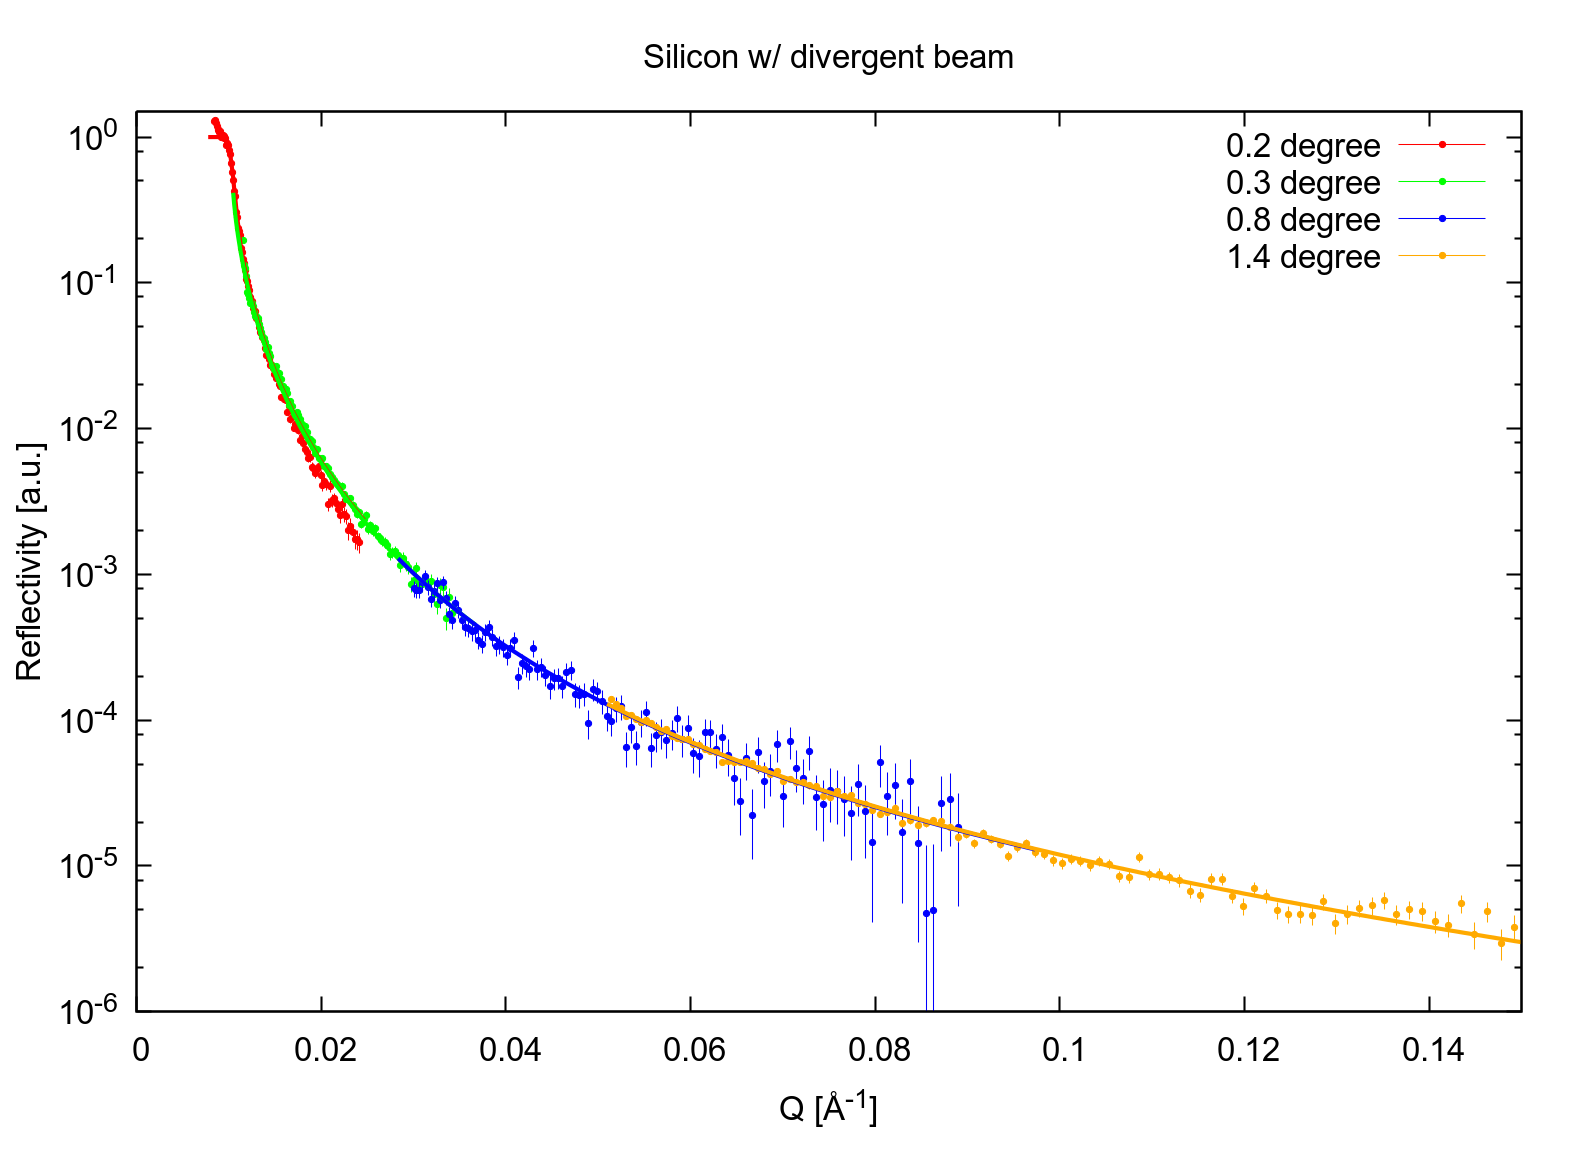 Silicon w/ divergent beam
0.2 degree
0.3 degree
0.8 degree
1.4 degree
10^0
10^-1
10^-2
10^-3
10^-4
10^-5
10^-6
Reflectivity [a.u.]
0 0.02 0.04 0.06 0.08 0.1 0.12 0.14
Q [Å^-1]